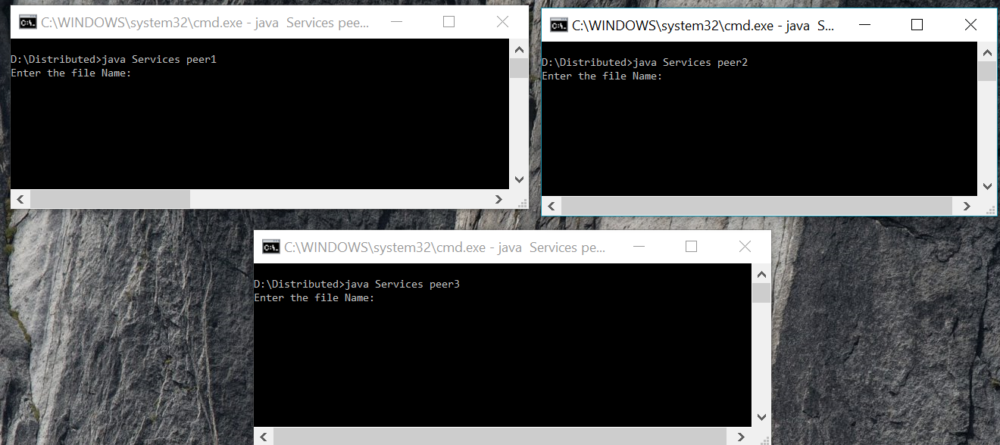 C:\WINDOWS\system32\cmd.exe - java  Services pee...
D:\Distributed>java Services peer1
Enter the file Name:
C:\WINDOWS\system32\cmd.exe - java  S...
D:\Distributed>java Services peer2
Enter the file Name:
C:\WINDOWS\system32\cmd.exe - java  Services pe...
D:\Distributed>java Services peer3
Enter the file Name: